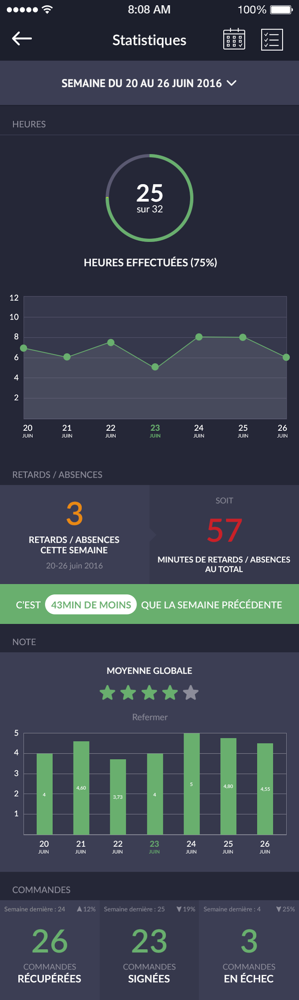 8:08 AM 100%
Statistiques
SEMAINE DU 20 AU 26 JUIN 2016
HEURES
25
sur 32
HEURES EFFECTUÉES (75%)
12
10
8
6
4
2
20 21 22 23 24 25 26
JUIN JUIN JUIN JUIN JUIN JUIN JUIN
RETARDS / ABSENCES
3
RETARDS / ABSENCES
CETTE SEMAINE
20-26 juin 2016
SOIT
57
MINUTES DE RETARDS / ABSENCES
AU TOTAL
C’EST 43MIN DE MOINS QUE LA SEMAINE PRÉCÉDENTE
NOTE
MOYENNE GLOBALE
Refermer
5
4
3
2
1
4 4,60 3,73 4 5 4,80 4,55
20 21 22 23 24 25 26
JUIN JUIN JUIN JUIN JUIN JUIN JUIN
COMMANDES
Semaine dernière : 24 12%
26
COMMANDES
RÉCUPÉRÉES
Semaine dernière : 25 19%
23
COMMANDES
SIGNÉES
Semaine dernière : 4 25%
3
COMMANDES
EN ÉCHEC